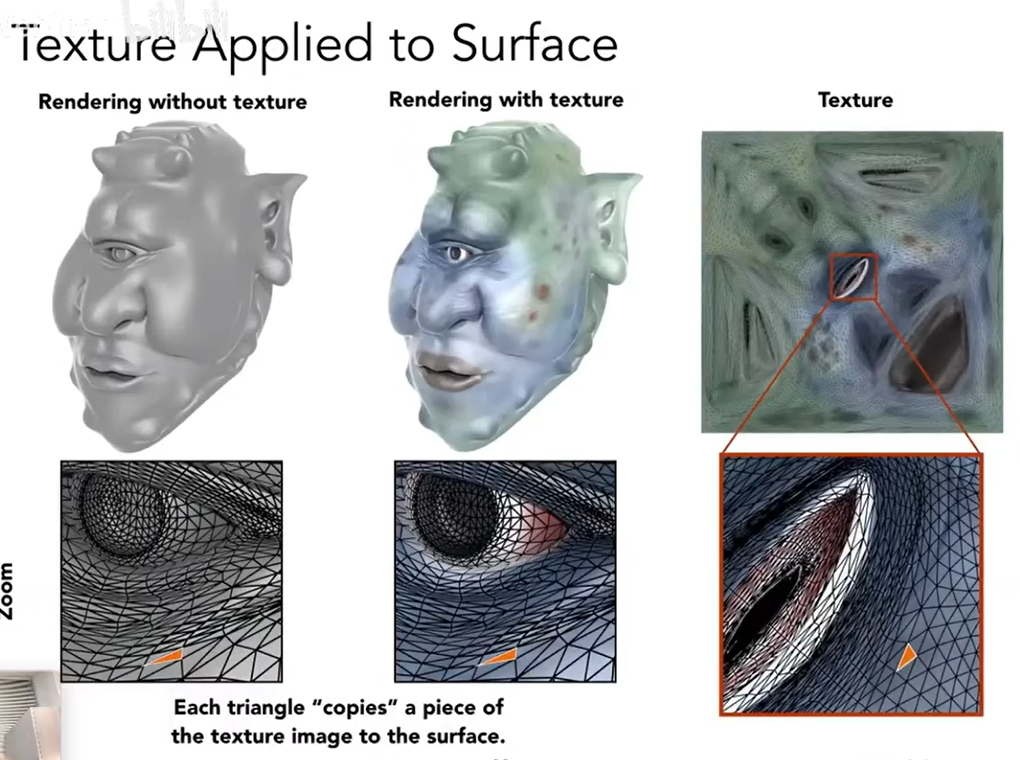 Texture Applied to Surface
Rendering without texture
Rendering with texture
Texture
Zoom
Each triangle “copies” a piece of
the texture image to the surface.